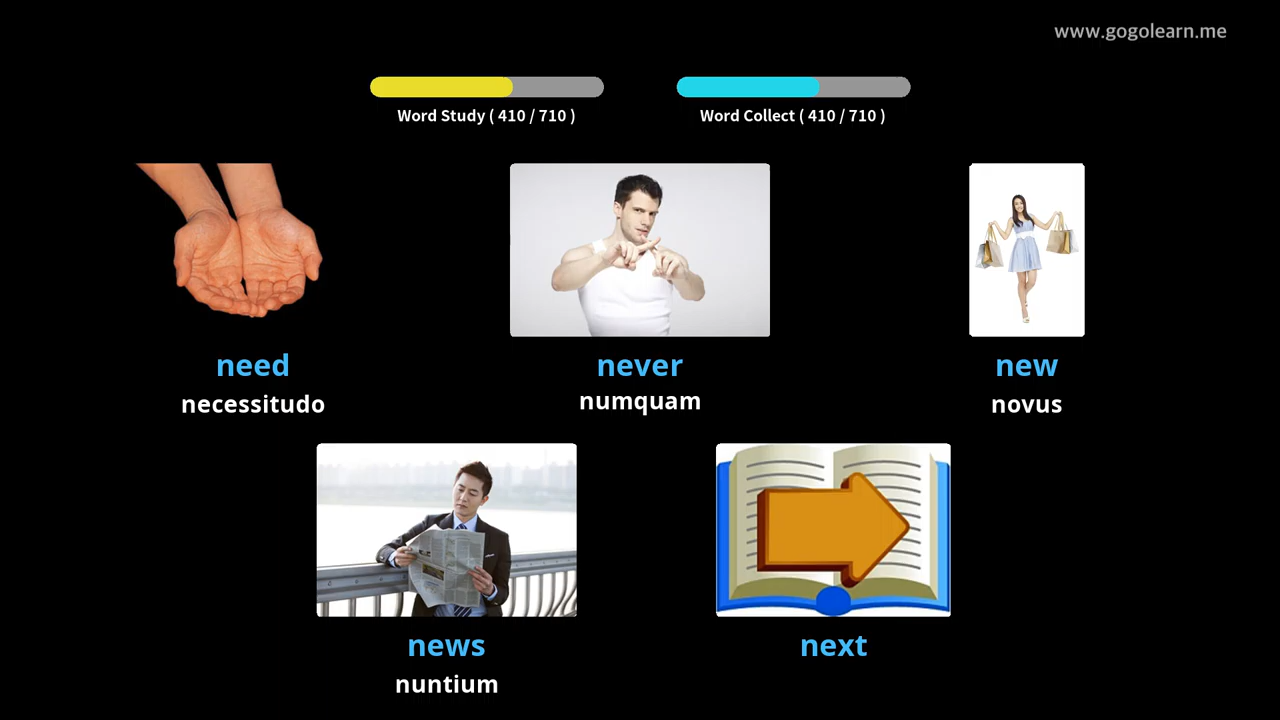 www.gogolearn.me
Word Study ( 410 / 710 )
Word Collect ( 410 / 710 )
need
necessitudo
never
numquam
new
novus
news
nuntium
next